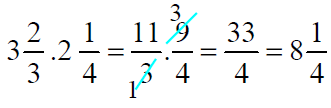 3 2/3 . 2 1/4 = 11/3 1 . 9 3/4 = 33/4 = 8 1/4